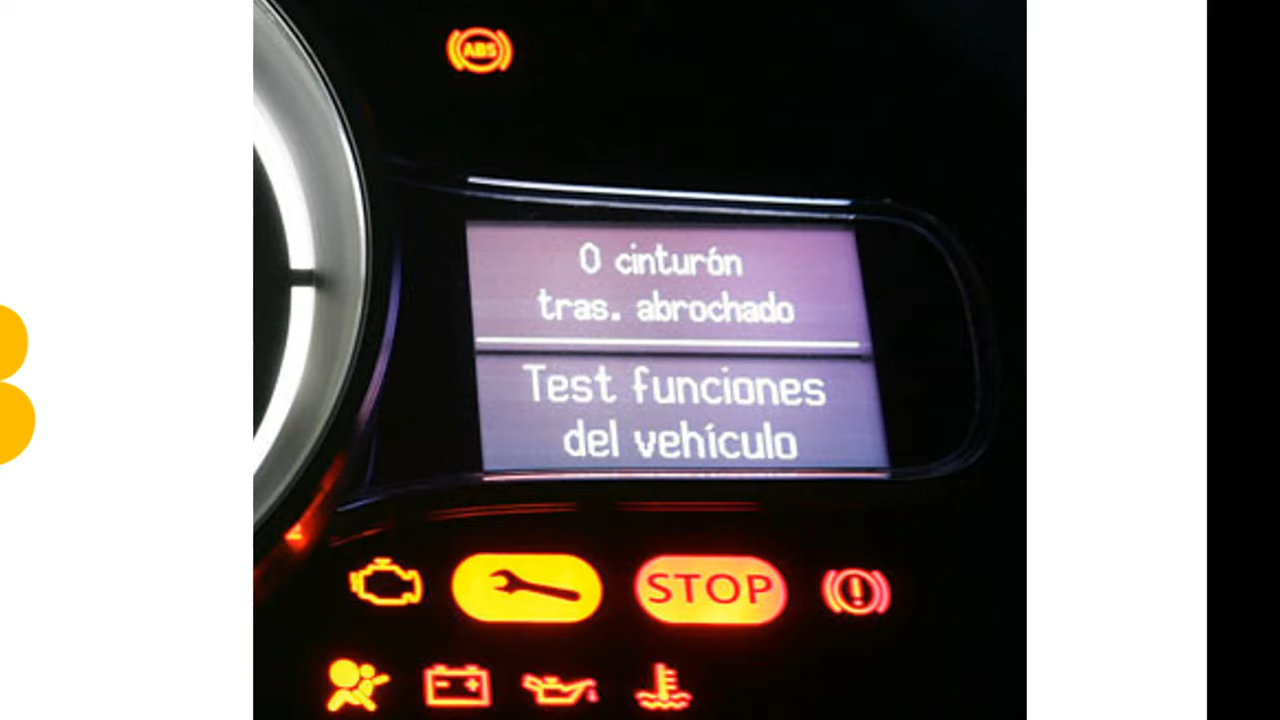 ABS
0 cinturón
tras. abrochado
Test funciones
del vehículo
STOP